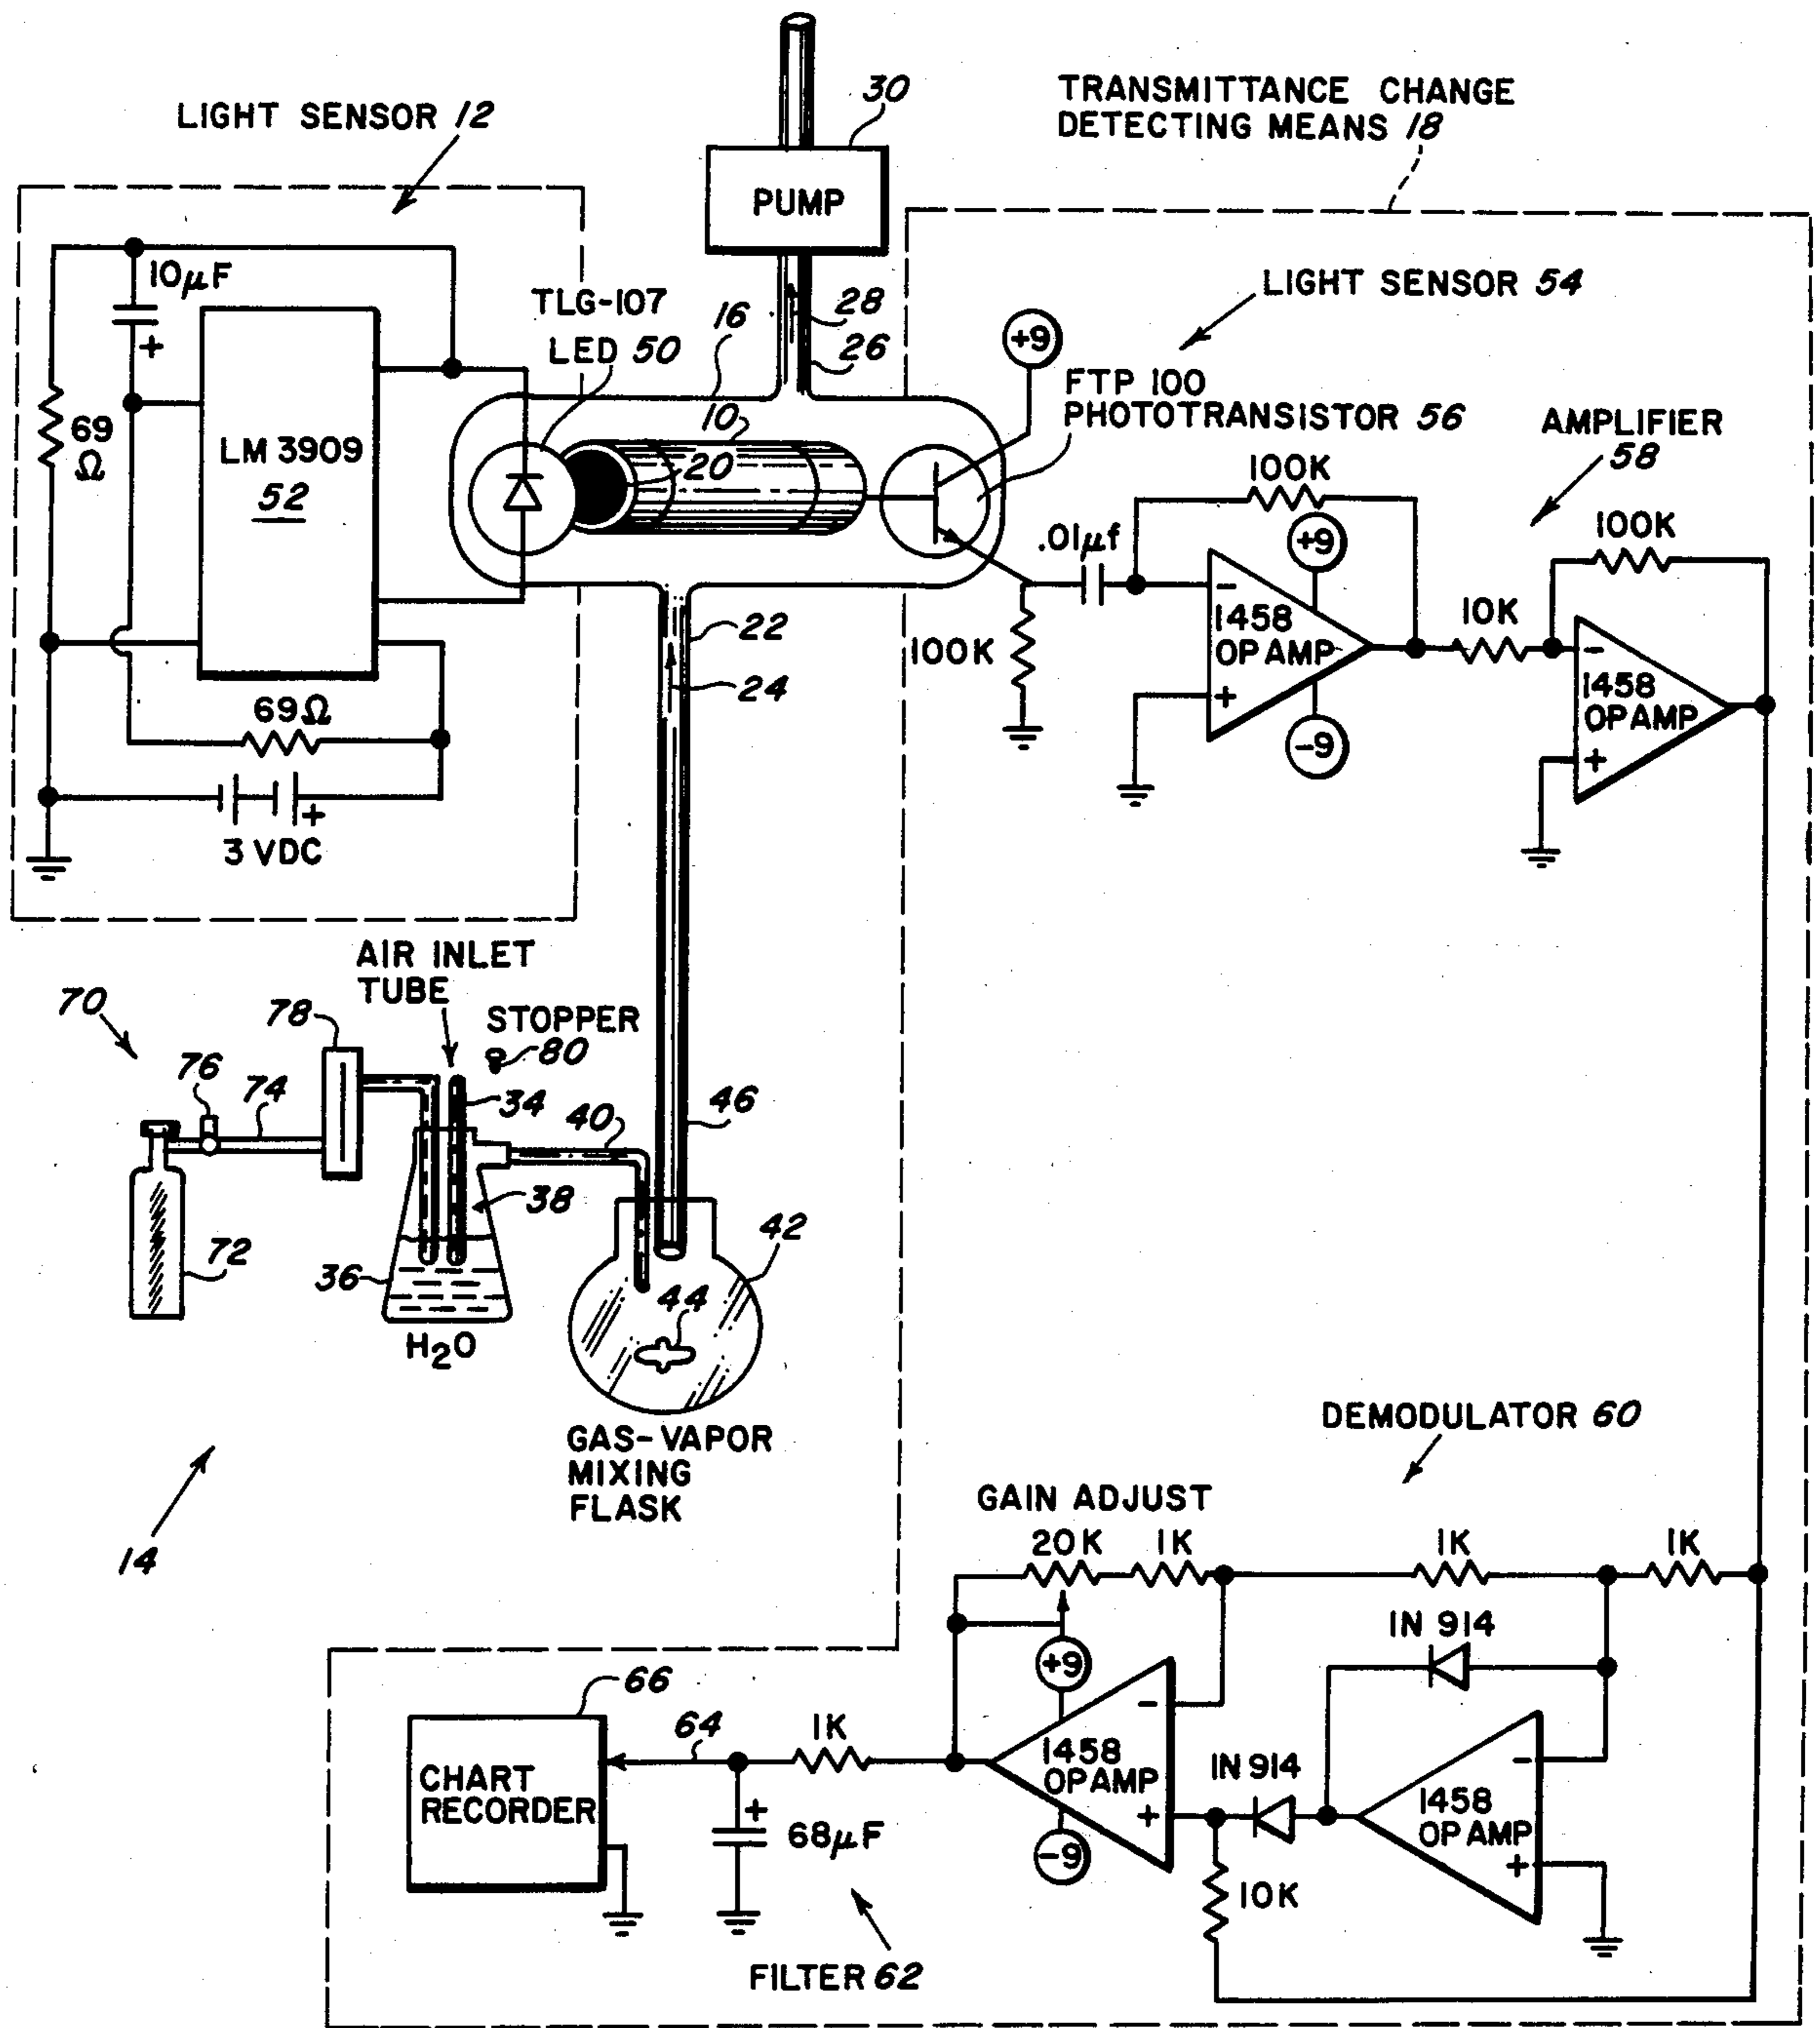 30
TRANSMITTANCE CHANGE
DETECTING MEANS 18
LIGHT SENSOR 12
PUMP
10µF
+
TLG-107
LED 50
16
28
26
LIGHT SENSOR 54
+9
FTP 100
PHOTOTRANSISTOR 56
AMPLIFIER
58
69
Ω
LM 3909
52
10
20
100K
.01µf
+9
100K
-
1458
OP AMP
+
-9
10K
-
1458
OP AMP
+
100K
22
24
69Ω
+
3 VDC
AIR INLET
TUBE
STOPPER
80
70
78
76
74
34
40
46
38
72
36
H2O
42
44
GAS-VAPOR
MIXING
FLASK
14
DEMODULATOR 60
GAIN ADJUST
20K
1K
1K
1K
IN 914
+9
66
64
1K
-
1458
OP AMP
+
-9
IN 914
-
1458
OP AMP
+
CHART
RECORDER
+
68µF
10K
FILTER 62